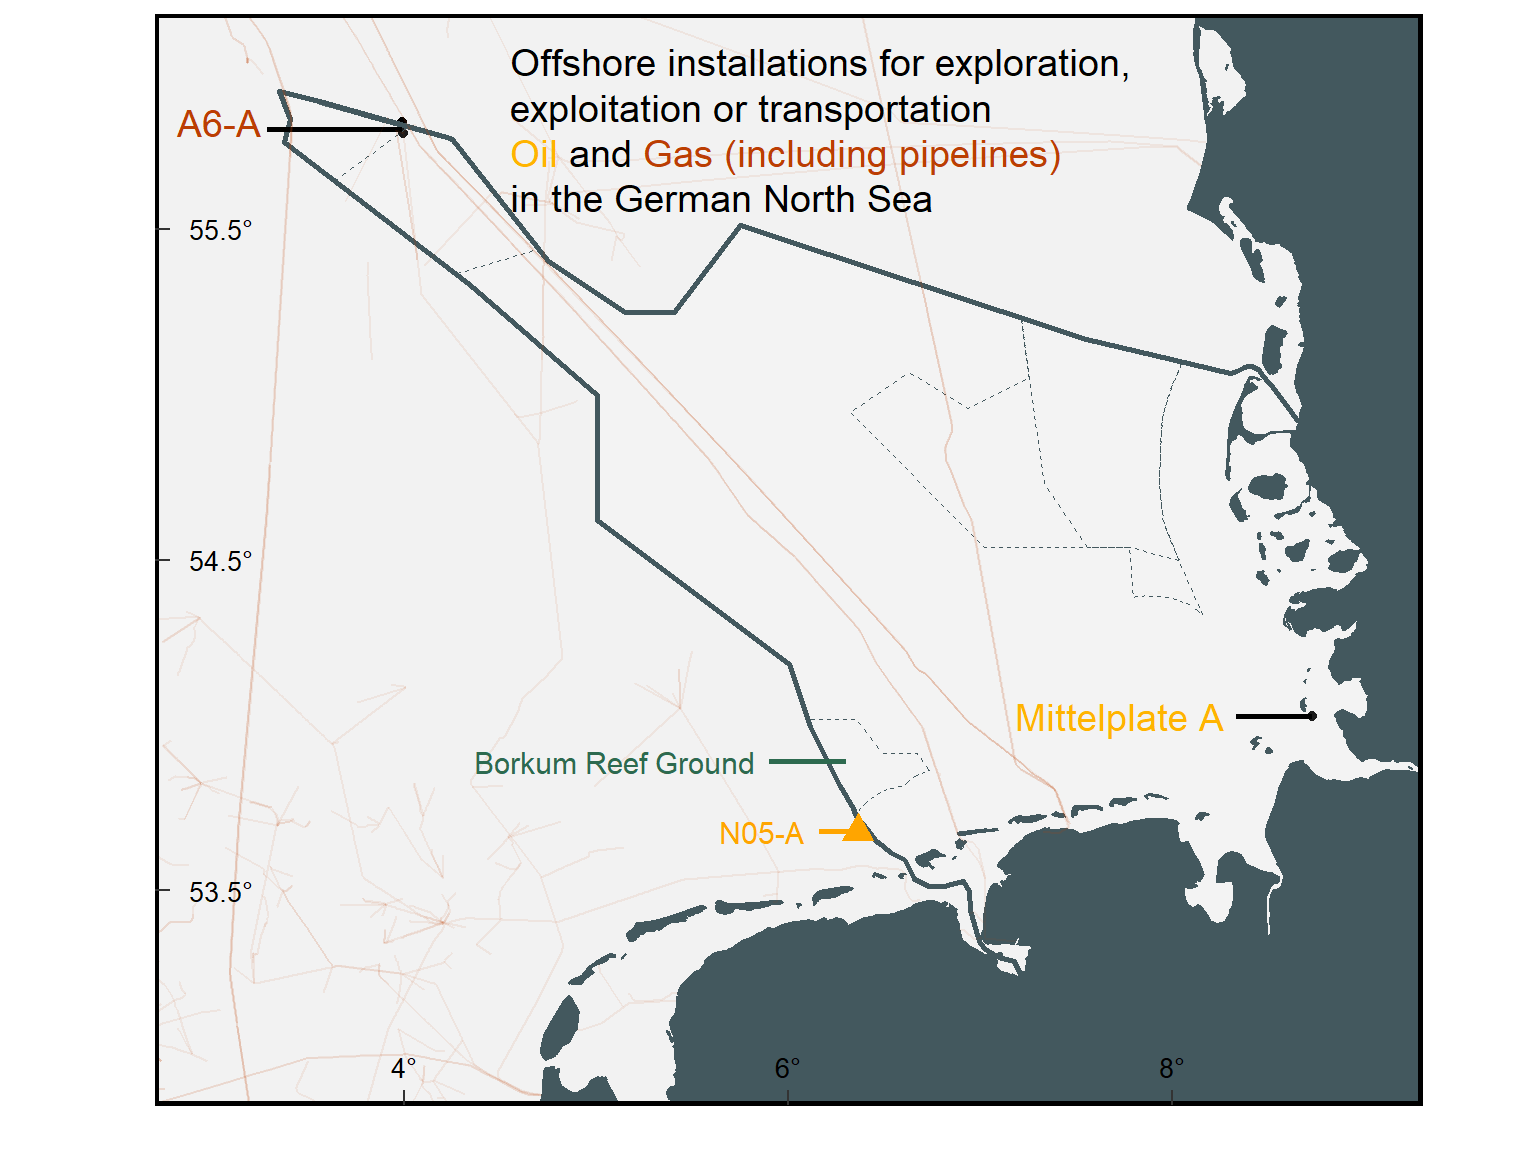 Offshore installations for exploration,
exploitation or transportation
Oil and Gas (including pipelines)
in the German North Sea
A6-A
55.5°
54.5°
Mittelplate A
Borkum Reef Ground
N05-A
53.5°
4°
6°
8°